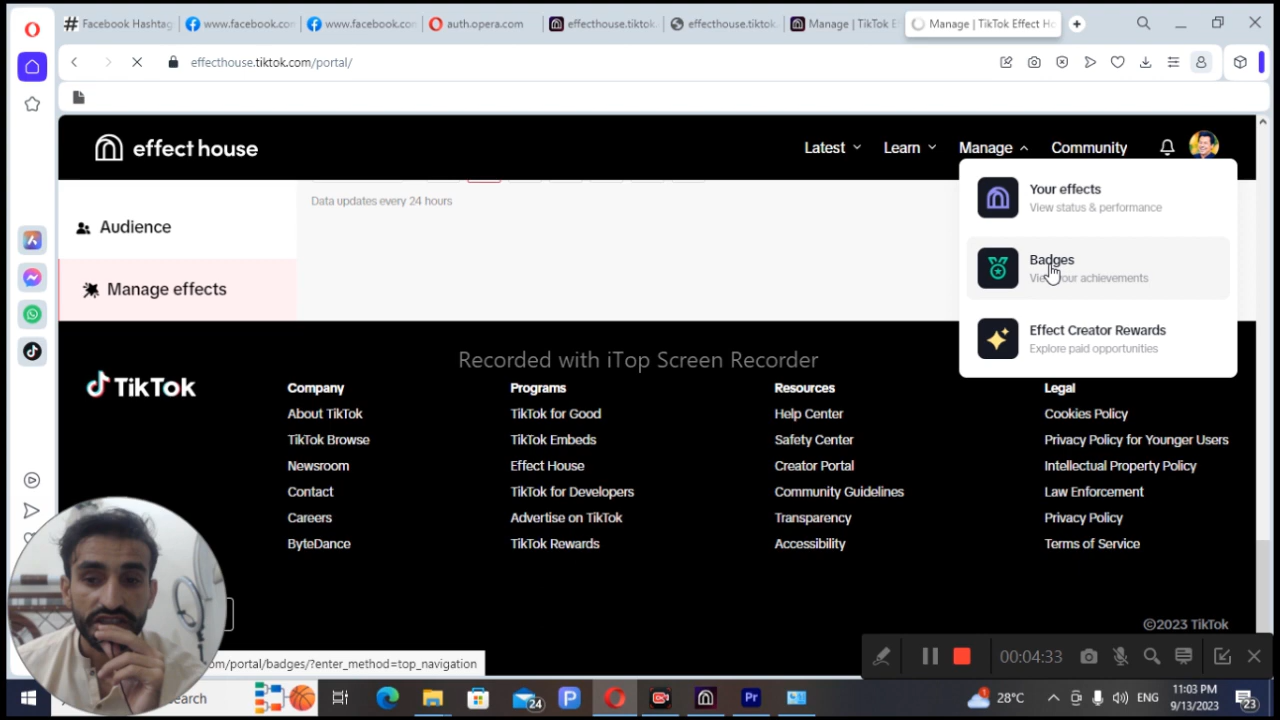 Facebook Hashtag
www.facebook.co
www.facebook.co
auth.opera.com
effecthouse.tiktok.
effecthouse.tiktok.
Manage | TikTok E
Manage | TikTok Effect Ho
effecthouse.tiktok.com/portal/
effect house
Latest
Learn
Manage
Community
Your effects
View status & performance
Data updates every 24 hours
Audience
Badges
your achievements
Manage effects
Effect Creator Rewards
Explore paid opportunities
Recorded with iTop Screen Recorder
TikTok
Company
Programs
Resources
Legal
About TikTok
TikTok for Good
Help Center
Cookies Policy
TikTok Browse
TikTok Embeds
Safety Center
Privacy Policy for Younger Users
Newsroom
Effect House
Creator Portal
Intellectual Property Policy
Contact
TikTok for Developers
Community Guidelines
Law Enforcement
Careers
Advertise on TikTok
Transparency
Privacy Policy
ByteDance
TikTok Rewards
Accessibility
Terms of Service
©2023 TikTok
om/portal/badges/?enter_method=top_navigation
00:04:33
earch
24
Pr
28°C
ENG
11:03 PM
9/13/2023
23